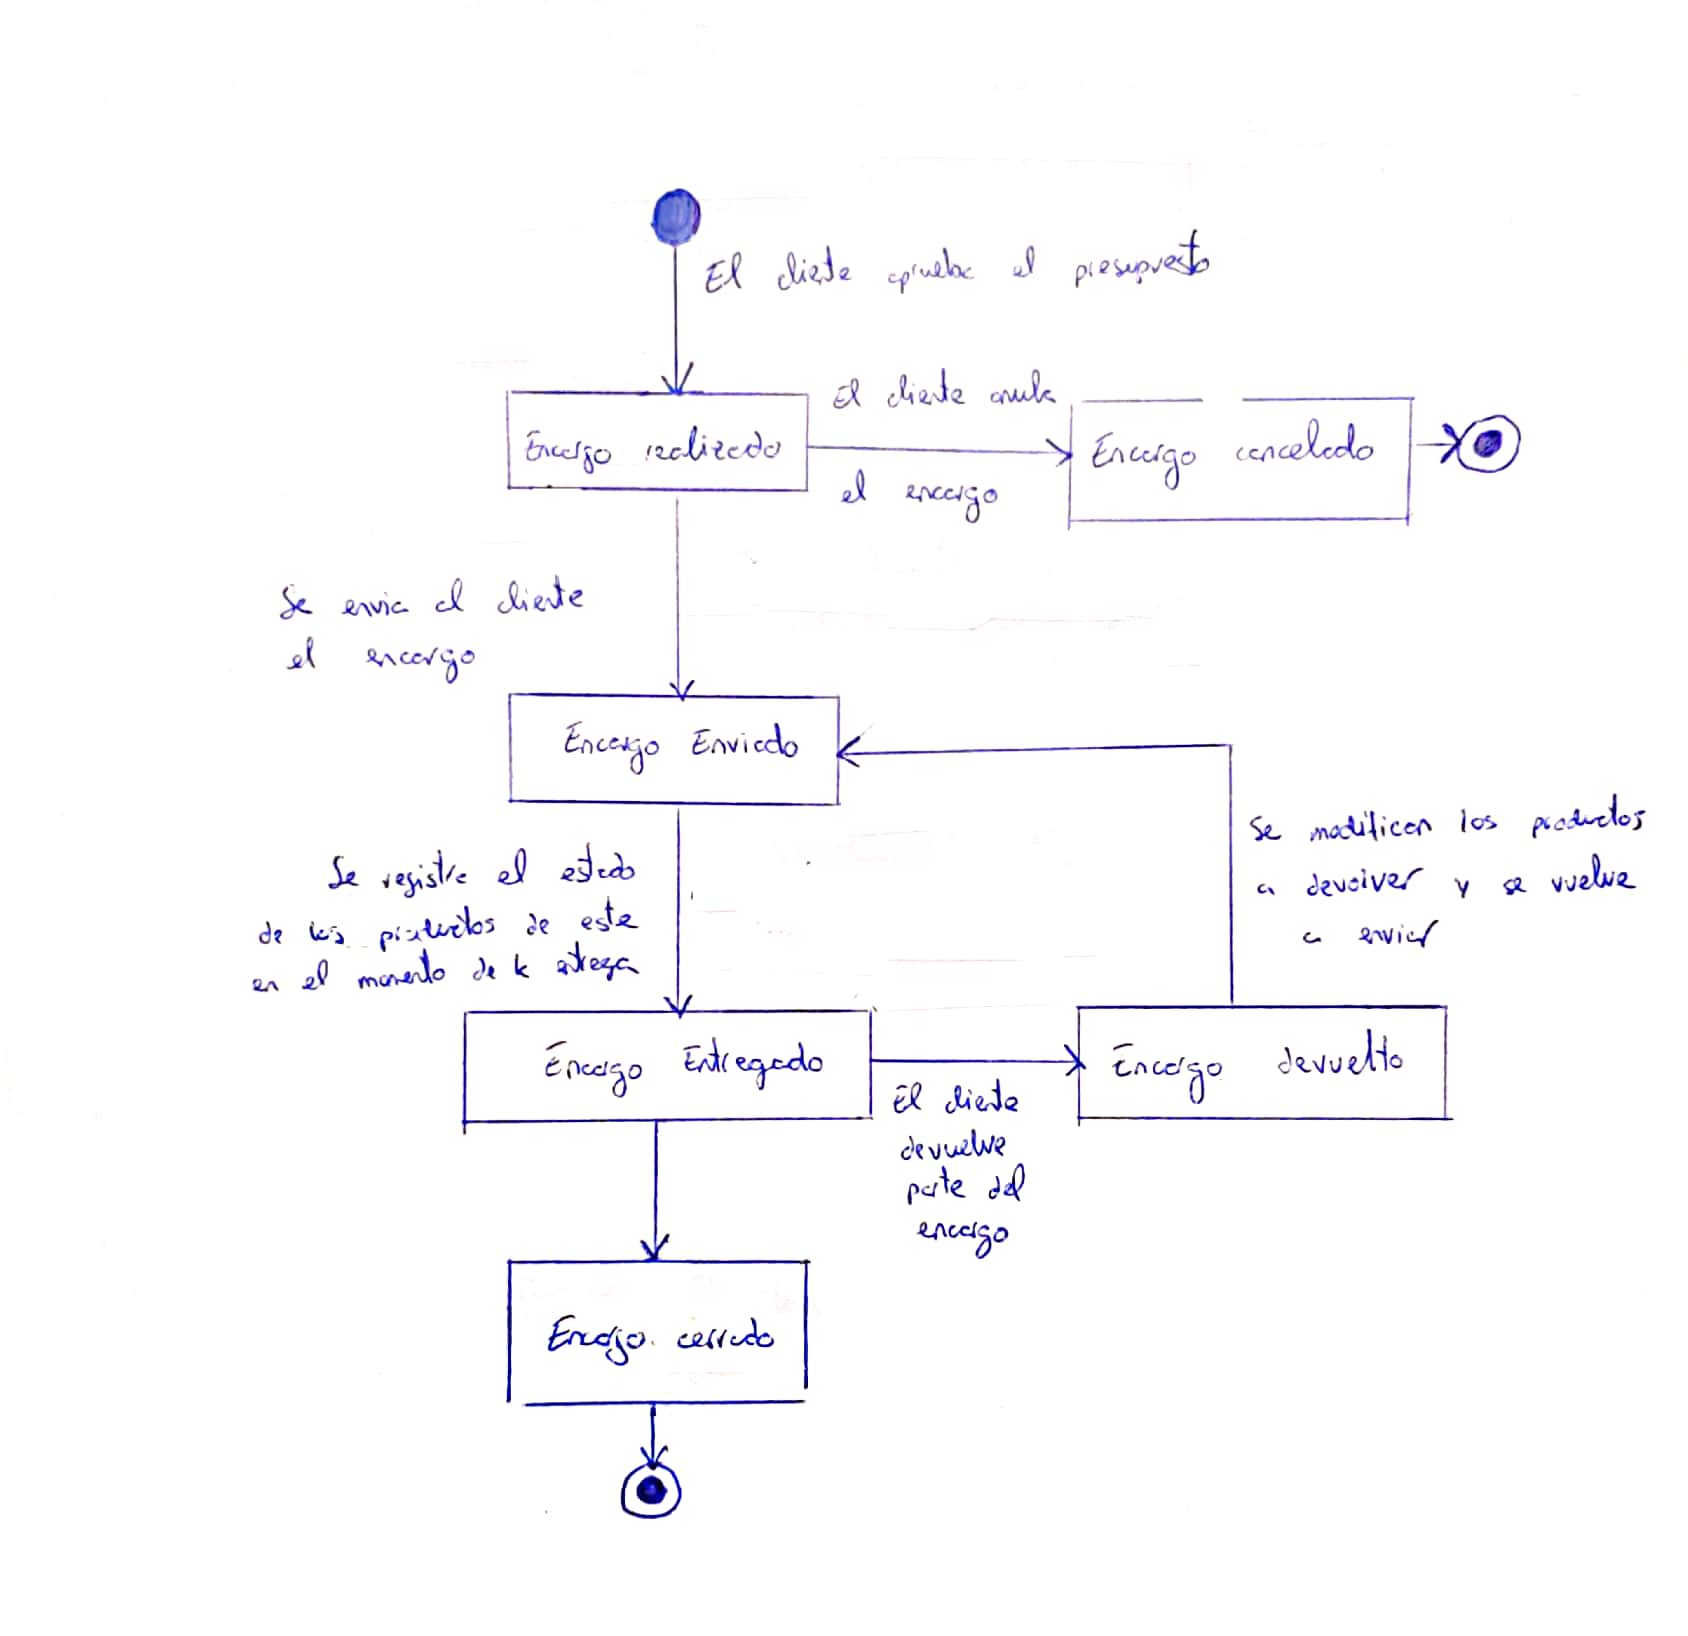 El cliente aprueba el presupuesto
El cliente anula
Encargo realizado
Encargo cancelado
el encargo
Se envia al cliente
el encargo
Encargo Enviado
Se modifican los productos
a devolver y se vuelve
a enviar
Se registra el estado
de los productos de este
en el momento de la entrega
Encargo Entregado
Encargo devuelto
El cliente
devuelve
parte del
encargo
Encargo cerrado